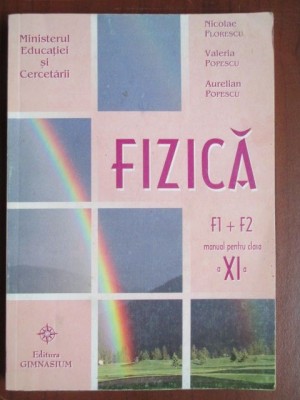 Ministerul
Educației
și
Cercetării
Nicolae
FLORESCU
Valeria
POPESCU
Aurelian
POPESCU
FIZICĂ
F1 + F2
manual pentru clasa
a XI a
Editura
GIMNASIUM